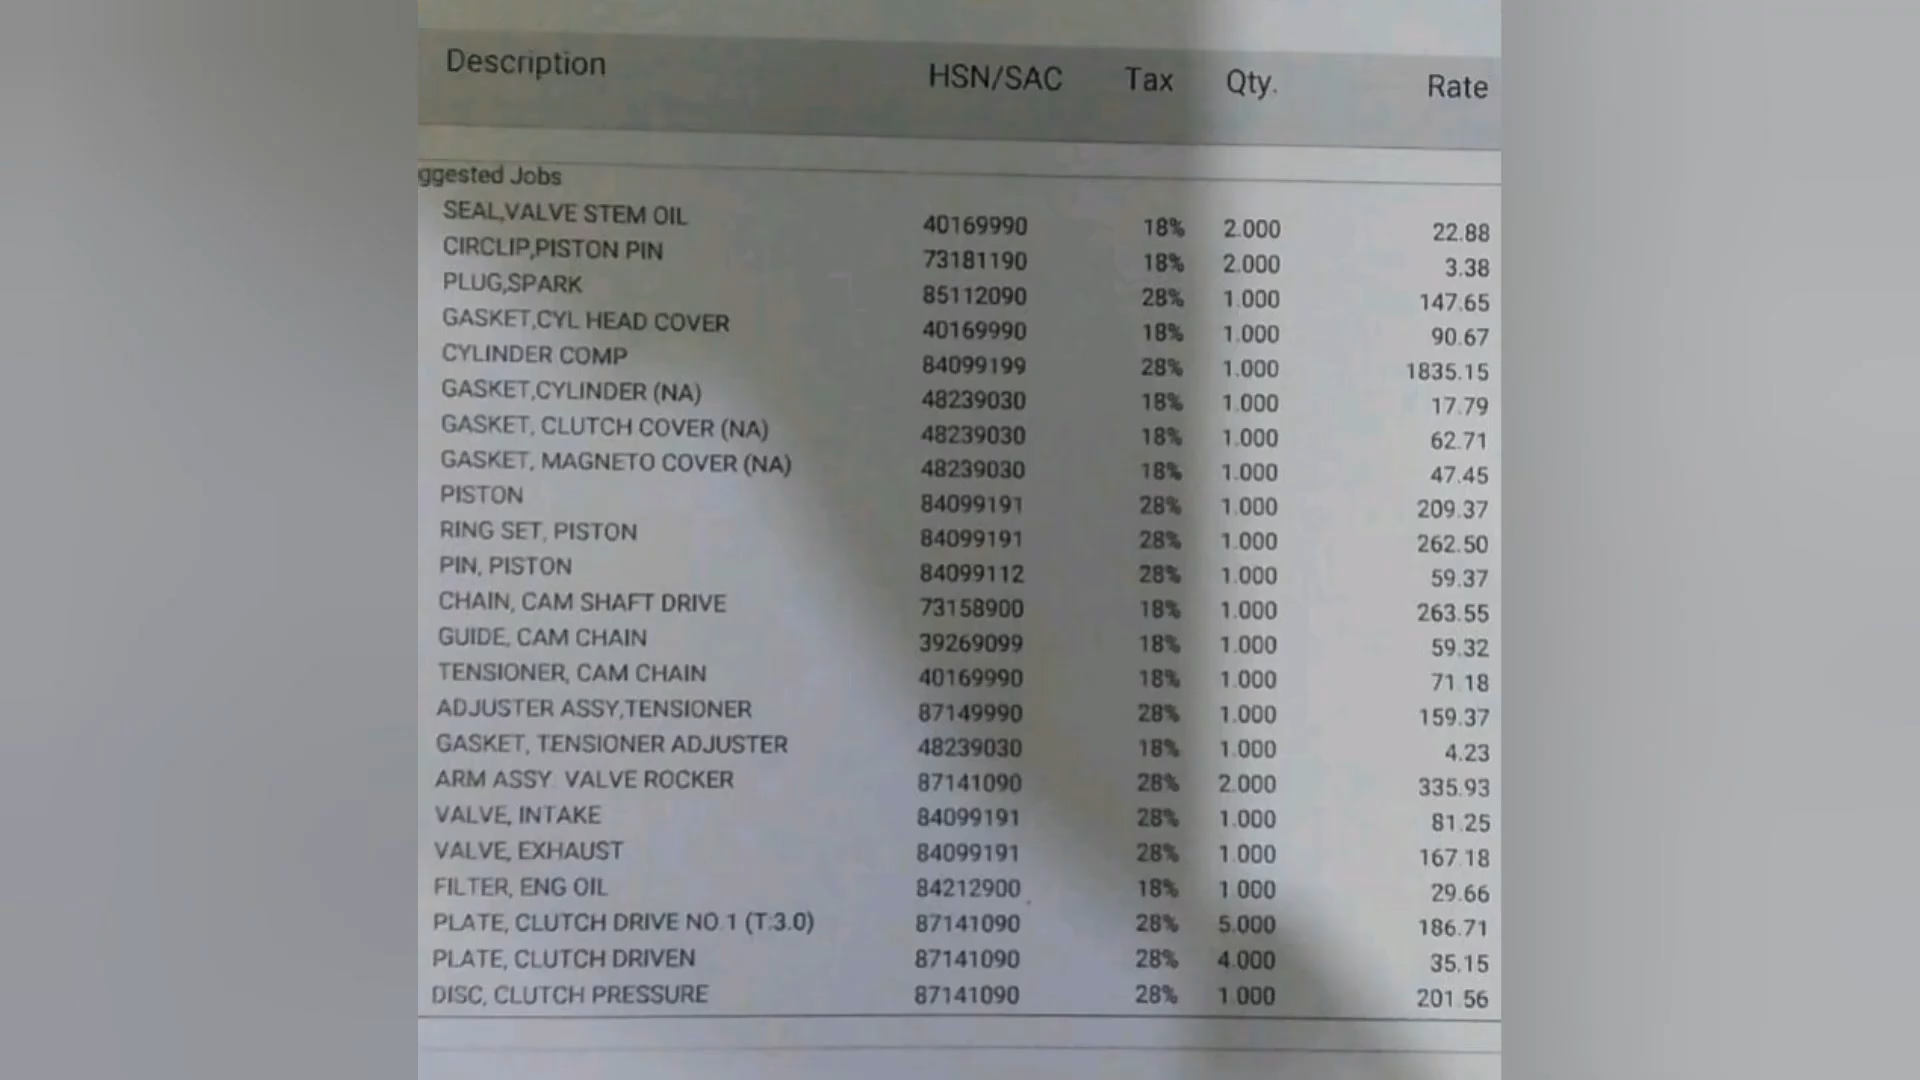 Description HSN/SAC Tax Qty. Rate
ggested Jobs
SEAL,VALVE STEM OIL 40169990 18% 2.000 22.88
CIRCLIP,PISTON PIN 73181190 18% 2.000 3.38
PLUG,SPARK 85112090 28% 1.000 147.65
GASKET,CYL HEAD COVER 40169990 18% 1.000 90.67
CYLINDER COMP 84099199 28% 1.000 1835.15
GASKET,CYLINDER (NA) 48239030 18% 1.000 17.79
GASKET, CLUTCH COVER (NA) 48239030 18% 1.000 62.71
GASKET, MAGNETO COVER (NA) 48239030 18% 1.000 47.45
PISTON 84099191 28% 1.000 209.37
RING SET, PISTON 84099191 28% 1.000 262.50
PIN, PISTON 84099112 28% 1.000 59.37
CHAIN, CAM SHAFT DRIVE 73158900 18% 1.000 263.55
GUIDE, CAM CHAIN 39269099 18% 1.000 59.32
TENSIONER, CAM CHAIN 40169990 18% 1.000 71.18
ADJUSTER ASSY,TENSIONER 87149990 28% 1.000 159.37
GASKET, TENSIONER ADJUSTER 48239030 18% 1.000 4.23
ARM ASSY. VALVE ROCKER 87141090 28% 2.000 335.93
VALVE, INTAKE 84099191 28% 1.000 81.25
VALVE, EXHAUST 84099191 28% 1.000 167.18
FILTER, ENG OIL 84212900 18% 1.000 29.66
PLATE, CLUTCH DRIVE NO.1 (T:3.0) 87141090 28% 5.000 186.71
PLATE, CLUTCH DRIVEN 87141090 28% 4.000 35.15
DISC, CLUTCH PRESSURE 87141090 28% 1.000 201.56